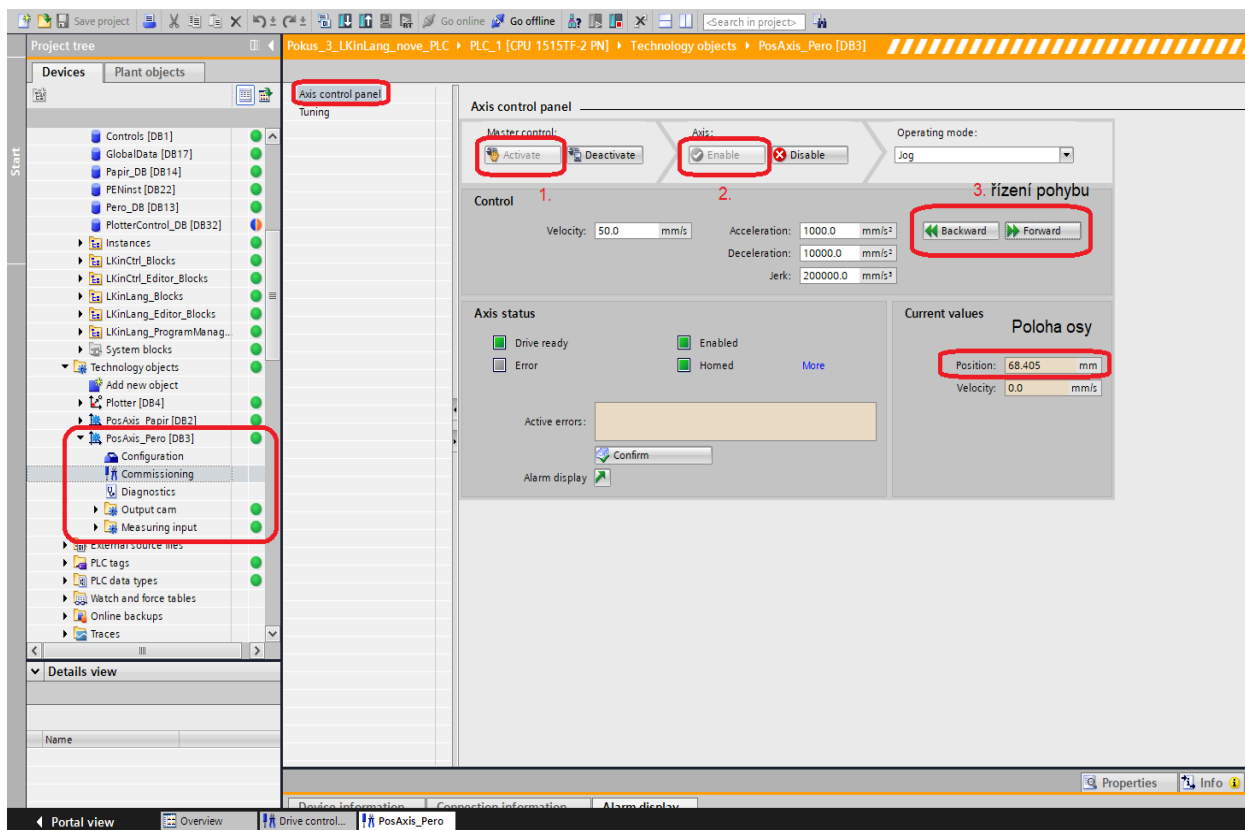 Save project
Go online
Go offline
<Search in project>
Project tree
Pokus_3_LKinLang_nove_PLC
PLC_1 [CPU 1515TF-2 PN]
Technology objects
PosAxis_Pero [DB3]
Devices
Plant objects
Start
Controls [DB1]
GlobalData [DB17]
Papir_DB [DB14]
PENinst [DB22]
Pero_DB [DB13]
PlotterControl_DB [DB32]
Instances
LKinCtrl_Blocks
LKinCtrl_Editor_Blocks
LKinLang_Blocks
LKinLang_Editor_Blocks
LKinLang_ProgramManag..
System blocks
Technology objects
Add new object
Plotter [DB4]
PosAxis_Papir [DB2]
PosAxis_Pero [DB3]
Configuration
Commissioning
Diagnostics
Output cam
Measuring input
External source files
PLC tags
PLC data types
Watch and force tables
Online backups
Traces
Details view
Name
Axis control panel
Tuning
Axis control panel
Master control:
Activate
Deactivate
1.
Axis:
Enable
Disable
2.
Operating mode:
Jog
3. řízení pohybu
Control
Velocity: 50.0 mm/s
Acceleration: 1000.0 mm/s²
Deceleration: 10000.0 mm/s²
Jerk: 200000.0 mm/s³
Backward
Forward
Axis status
Drive ready
Enabled
Error
Homed
More
Active errors:
Confirm
Alarm display
Current values
Poloha osy
Position: 68.405 mm
Velocity: 0.0 mm/s
Properties
Info
Device information
Connection information
Alarm display
Portal view
Overview
Drive control...
PosAxis_Pero